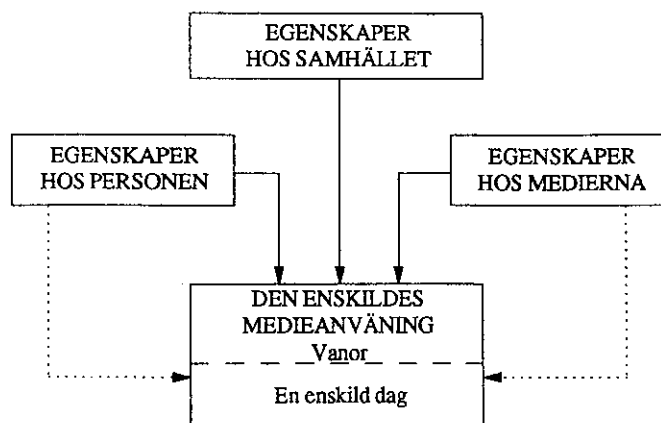 EGENSKAPER
HOS SAMHÄLLET
EGENSKAPER
HOS PERSONEN
EGENSKAPER
HOS MEDIERNA
DEN ENSKILDES
MEDIEANVÄNING
Vanor
En enskild dag